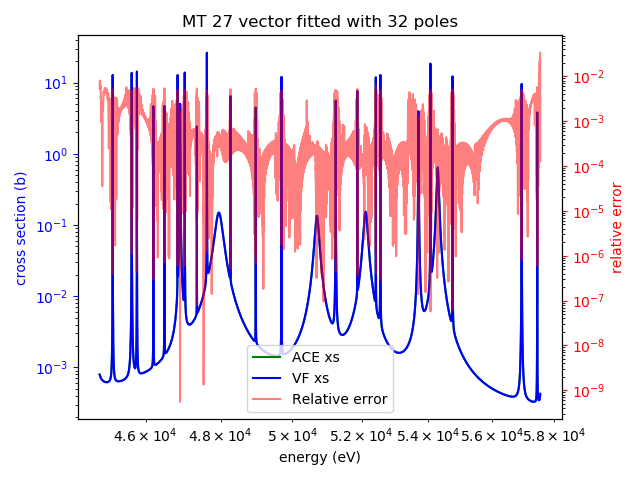 MT 27 vector fitted with 32 poles
cross section (b)
10¹
10⁰
10⁻¹
10⁻²
10⁻³
relative error
10⁻²
10⁻³
10⁻⁴
10⁻⁵
10⁻⁶
10⁻⁷
10⁻⁸
10⁻⁹
ACE xs
VF xs
Relative error
4.6 × 10⁴ 4.8 × 10⁴ 5 × 10⁴ 5.2 × 10⁴ 5.4 × 10⁴ 5.6 × 10⁴ 5.8 × 10⁴
energy (eV)